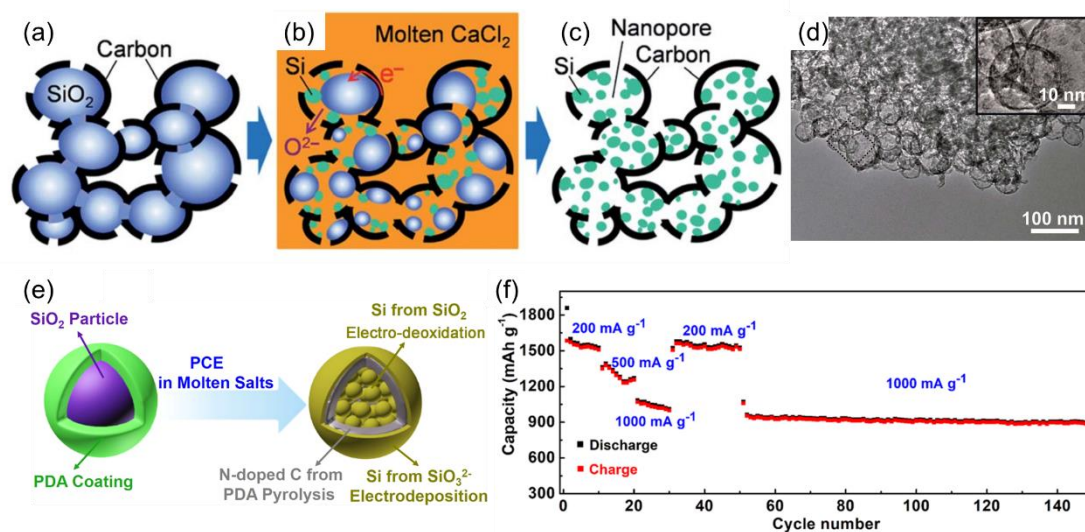 (a)
Carbon
SiO2
(b)
Molten CaCl2
Si
e−
O2−
(c)
Nanopore
Si
Carbon
(d)
10 nm
100 nm
(e)
SiO2 Particle
PCE
in Molten Salts
PDA Coating
Si from SiO2
Electro-deoxidation
N-doped C from
PDA Pyrolysis
Si from SiO32-
Electrodeposition
(f)
Capacity (mAh g-1)
1800
1500
1200
900
600
300
200 mA g-1
500 mA g-1
1000 mA g-1
200 mA g-1
1000 mA g-1
Discharge
Charge
0 20 40 60 80 100 120 140
Cycle number